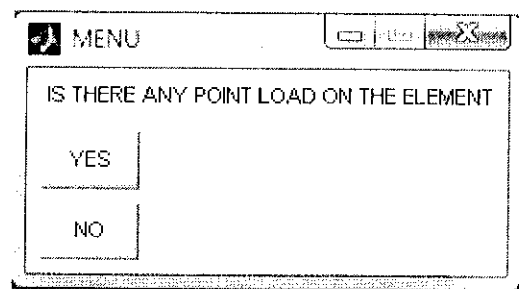 MENU
IS THERE ANY POINT LOAD ON THE ELEMENT
YES
NO